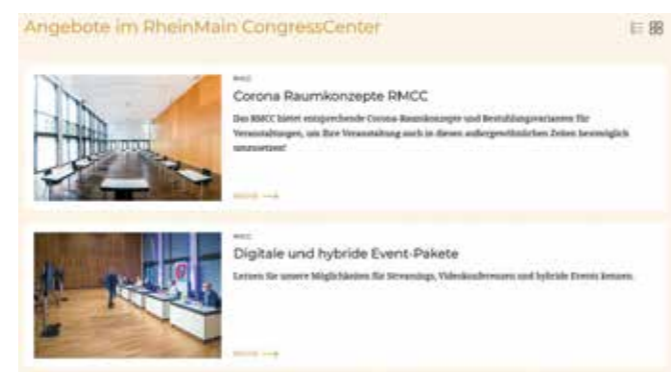 Angebote im RheinMain CongressCenter
RMCC
Corona Raumkonzepte RMCC
Das RMCC bietet entsprechende Corona-Raumkonzepte und Bestuhlungsvarianten für
Veranstaltungen, um Ihre Veranstaltung auch in diesen außergewöhnlichen Zeiten bestmöglich
umzusetzen!
MEHR
RMCC
Digitale und hybride Event-Pakete
Lernen Sie unsere Möglichkeiten für Streamings, Videokonferenzen und hybride Events kennen.
MEHR